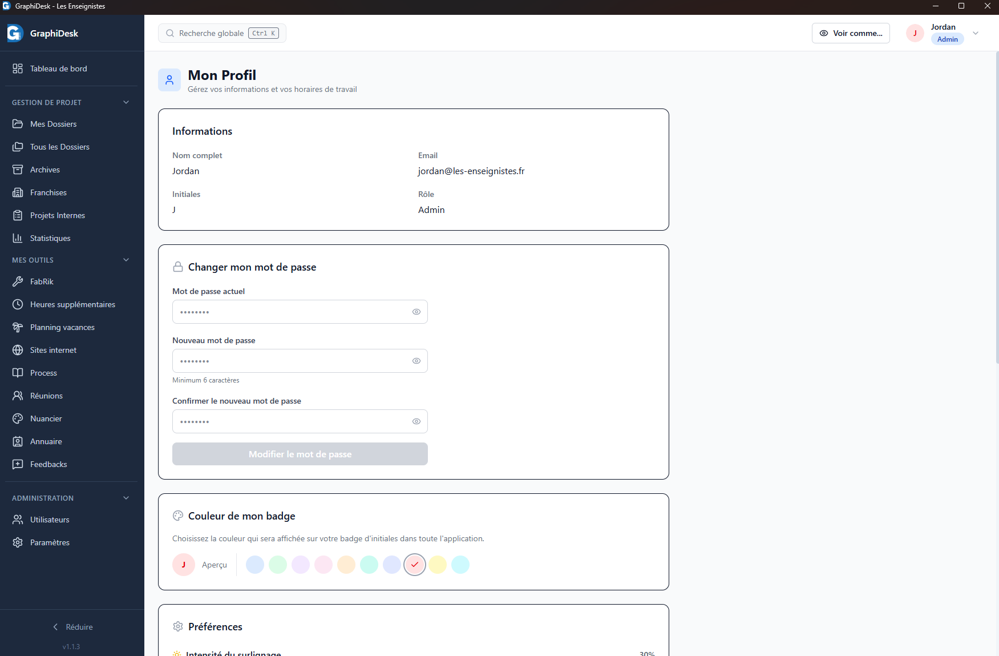 GraphiDesk - Les Enseignistes
GraphiDesk
Recherche globale Ctrl K
Voir comme...
J
Jordan
Admin
Tableau de bord
GESTION DE PROJET
Mes Dossiers
Tous les Dossiers
Archives
Franchises
Projets Internes
Statistiques
MES OUTILS
FabRik
Heures supplémentaires
Planning vacances
Sites internet
Process
Réunions
Nuancier
Annuaire
Feedbacks
ADMINISTRATION
Utilisateurs
Paramètres
Réduire
v1.1.3
Mon Profil
Gérez vos informations et vos horaires de travail
Informations
Nom complet
Jordan
Email
jordan@les-enseignistes.fr
Initiales
J
Rôle
Admin
Changer mon mot de passe
Mot de passe actuel
••••••••
Nouveau mot de passe
••••••••
Minimum 6 caractères
Confirmer le nouveau mot de passe
••••••••
Modifier le mot de passe
Couleur de mon badge
Choisissez la couleur qui sera affichée sur votre badge d'initiales dans toute l'application.
J
Aperçu
Préférences
Intensité du surlignage
30%